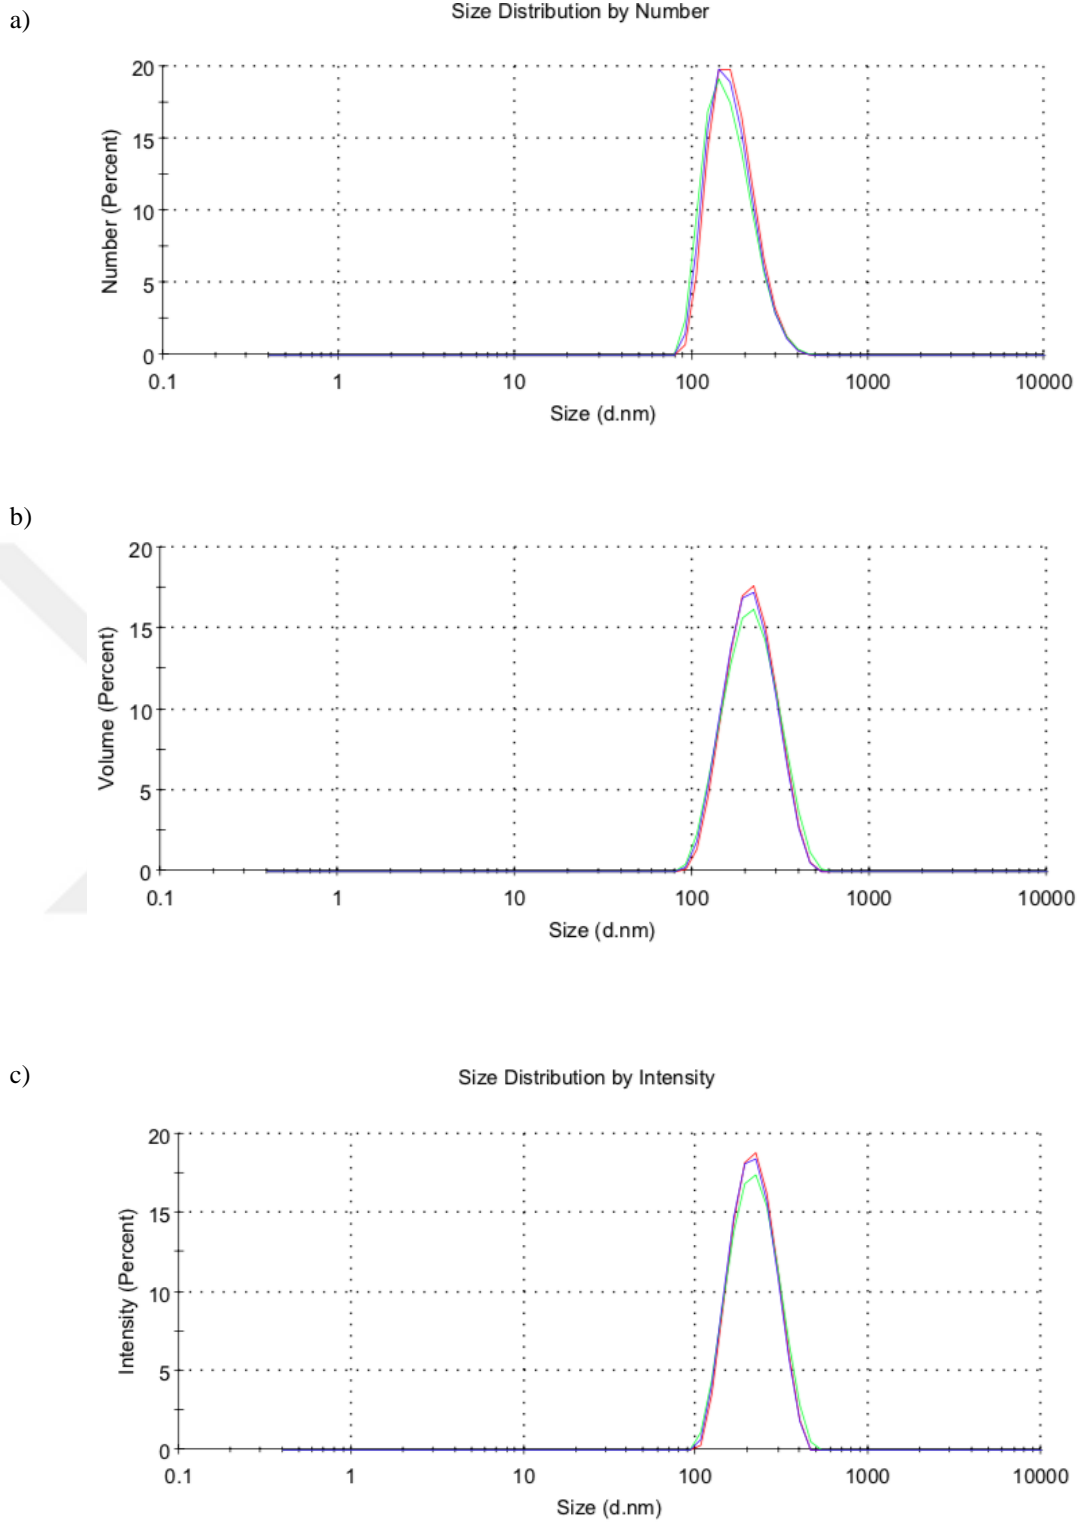 a)
Size Distribution by Number
20
15
10
5
0
Number (Percent)
0.1 1 10 100 1000 10000
Size (d.nm)
b)
20
15
10
5
0
Volume (Percent)
0.1 1 10 100 1000 10000
Size (d.nm)
c)
Size Distribution by Intensity
20
15
10
5
0
Intensity (Percent)
0.1 1 10 100 1000 10000
Size (d.nm)